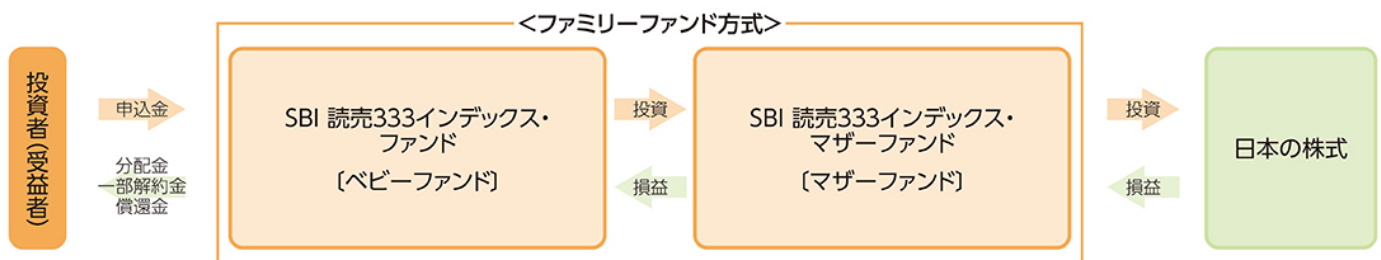 <ファミリーファンド方式>
投資者(受益者)
申込金
分配金
一部解約金
償還金
SBI 読売333インデックス・
ファンド
〔ベビーファンド〕
投資
損益
SBI 読売333インデックス・
マザーファンド
〔マザーファンド〕
投資
損益
日本の株式